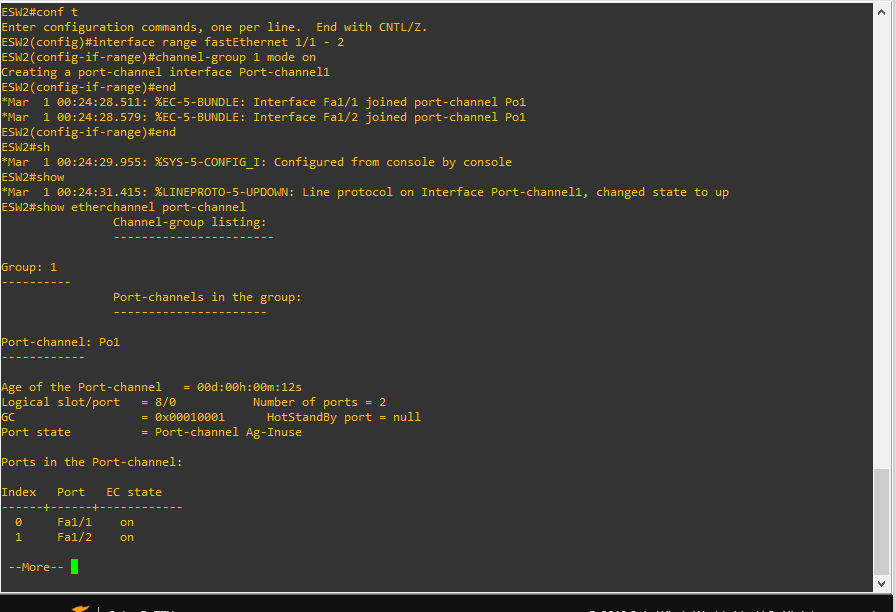 ESW2#conf t
Enter configuration commands, one per line.  End with CNTL/Z.
ESW2(config)#interface range fastEthernet 1/1 - 2
ESW2(config-if-range)#channel-group 1 mode on
Creating a port-channel interface Port-channel1
ESW2(config-if-range)#end
*Mar  1 00:24:28.511: %EC-5-BUNDLE: Interface Fa1/1 joined port-channel Po1
*Mar  1 00:24:28.579: %EC-5-BUNDLE: Interface Fa1/2 joined port-channel Po1
ESW2(config-if-range)#end
ESW2#sh
*Mar  1 00:24:29.955: %SYS-5-CONFIG_I: Configured from console by console
ESW2#show
*Mar  1 00:24:31.415: %LINEPROTO-5-UPDOWN: Line protocol on Interface Port-channel1, changed state to up
ESW2#show etherchannel port-channel
                Channel-group listing:
                -----------------------

Group: 1
----------
                Port-channels in the group:
                ----------------------

Port-channel: Po1
------------

Age of the Port-channel   = 00d:00h:00m:12s
Logical slot/port   = 8/0           Number of ports = 2
GC                  = 0x00010001      HotStandBy port = null
Port state          = Port-channel Ag-Inuse

Ports in the Port-channel:

Index   Port   EC state
------+------+------------
  0     Fa1/1    on
  1     Fa1/2    on

 --More--